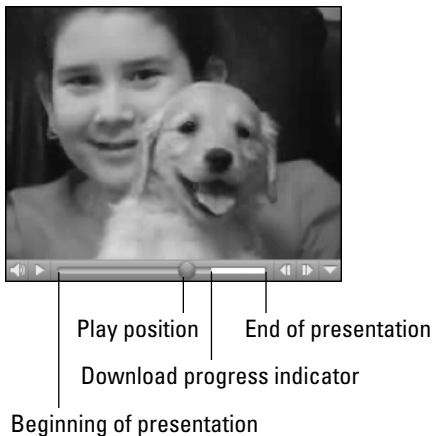 Play position
End of presentation
Download progress indicator
Beginning of presentation